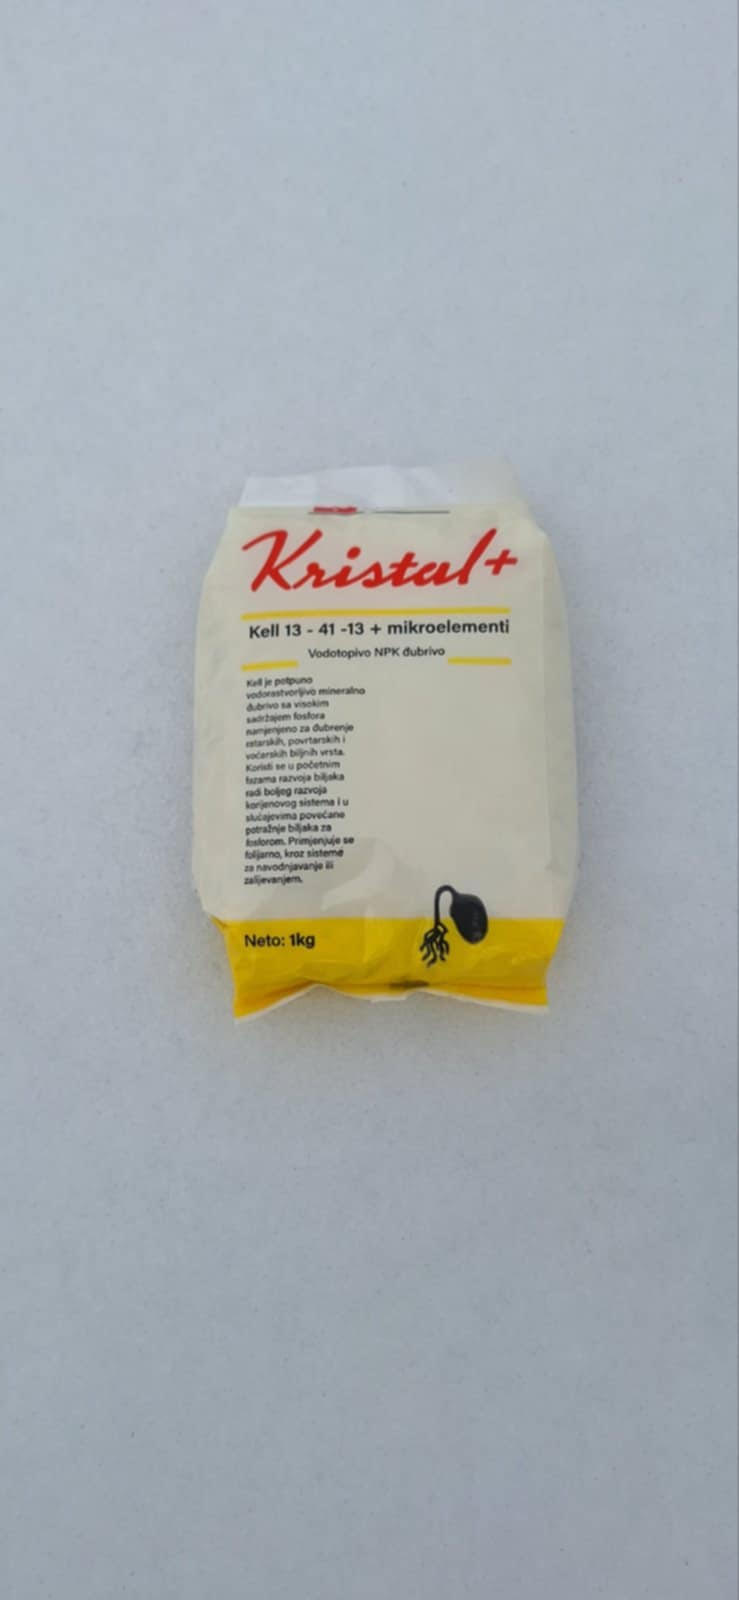 Kristal+
Kell 13 - 41 -13 + mikroelementi
Vodotopivo NPK đubrivo
Kell je potpuno
vodorastvorljivo mineralno
đubrivo sa visokim
sadržajem fosfora
namjenjeno za đubrenje
ratarskih, povrtarskih i
voćarskih biljnih vrsta.
Koristi se u početnim
fazama razvoja biljaka
radi boljeg razvoja
korijenovog sistema i u
slučajevima povećane
potražnje biljaka za
fosforom. Primjenjuje se
folijarno, kroz sisteme
za navodnjavanje ili
zalijevanjem.
Neto: 1kg